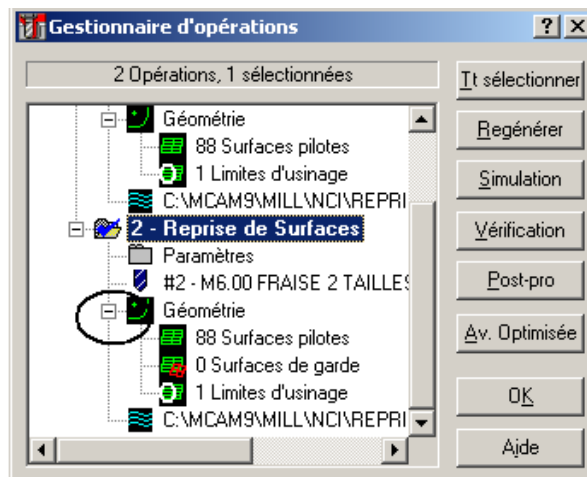 Gestionnaire d'opérations
2 Opérations, 1 sélectionnées
Tt sélectionner
Géométrie
Regénérer
88 Surfaces pilotes
1 Limites d'usinage
Simulation
C:\MCAM9\MILL\NCI\REPRI
2 - Reprise de Surfaces
Vérification
Paramètres
#2 - M6.00 FRAISE 2 TAILLES
Post-pro
Géométrie
88 Surfaces pilotes
Av. Optimisée
0 Surfaces de garde
1 Limites d'usinage
OK
C:\MCAM9\MILL\NCI\REPRI
Aide